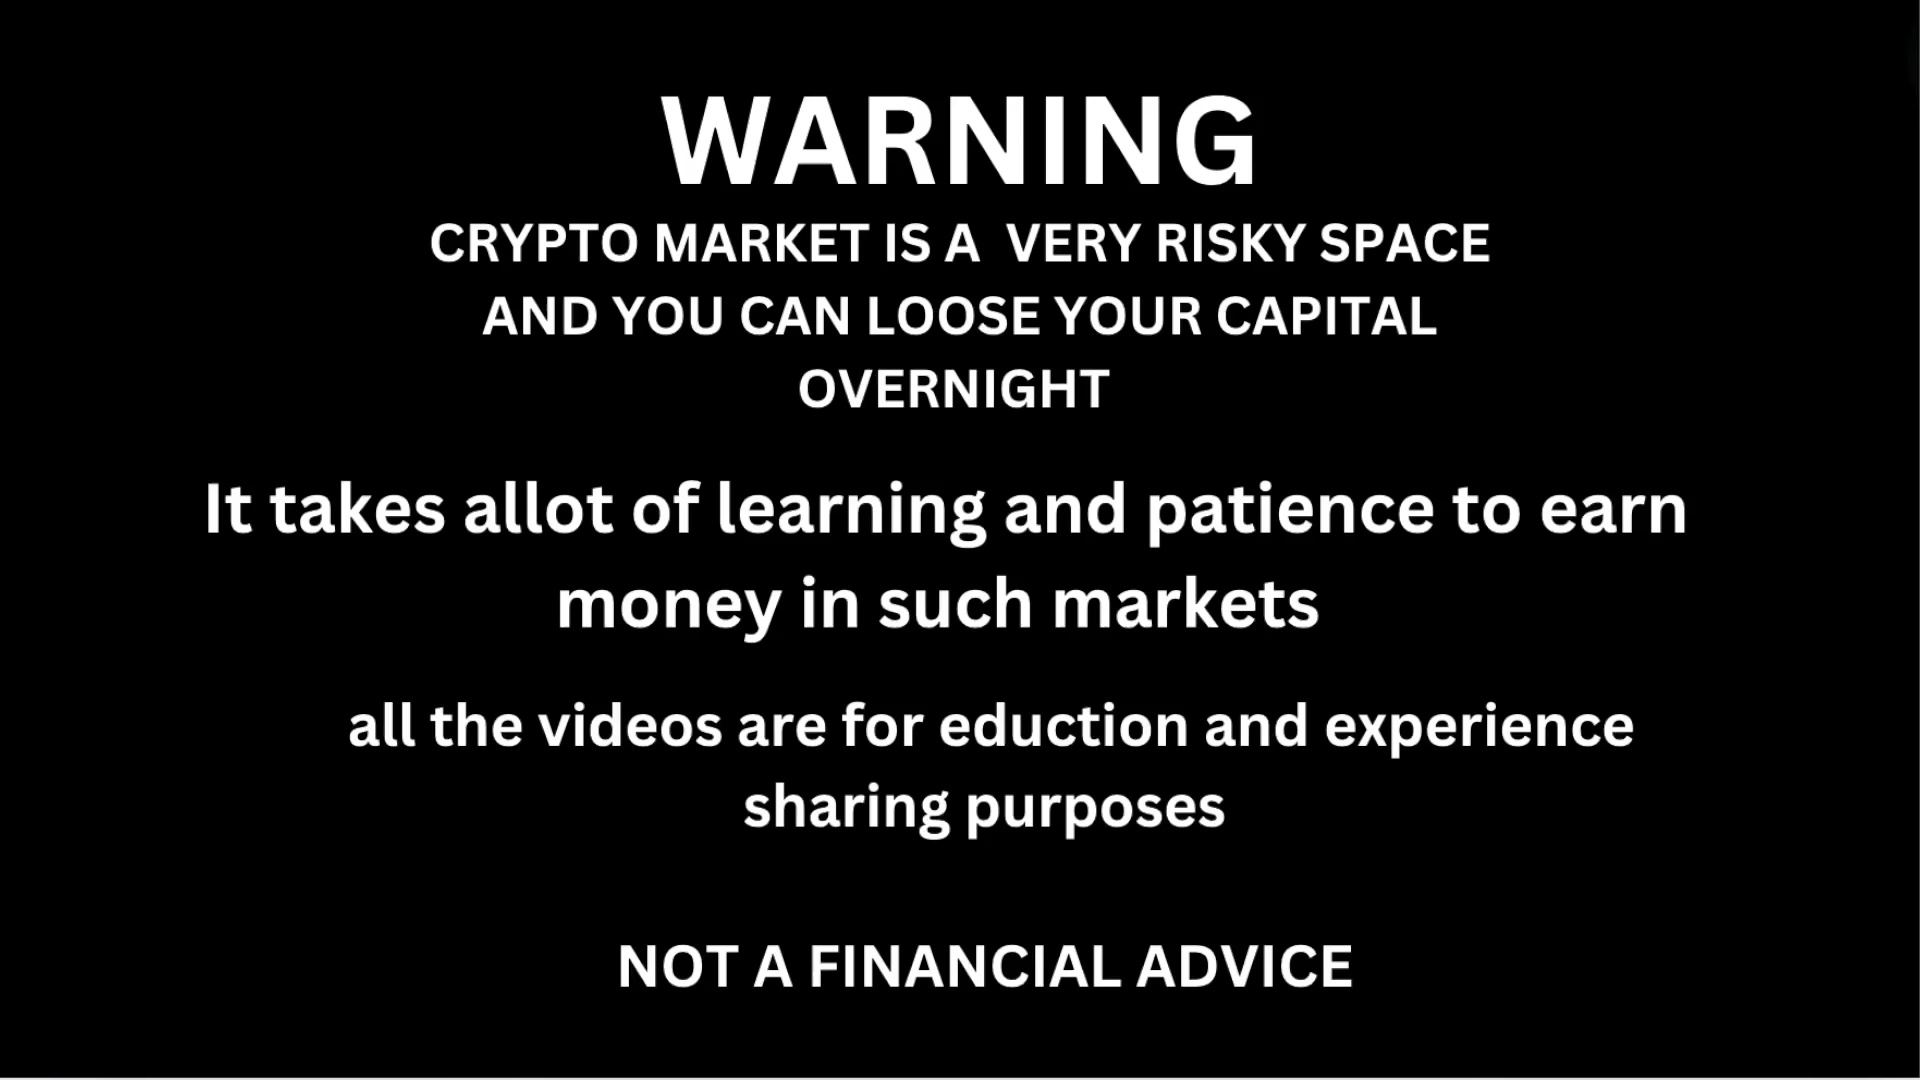 WARNING
CRYPTO MARKET IS A  VERY RISKY SPACE
AND YOU CAN LOOSE YOUR CAPITAL
OVERNIGHT
It takes allot of learning and patience to earn
money in such markets
all the videos are for eduction and experience
sharing purposes
NOT A FINANCIAL ADVICE